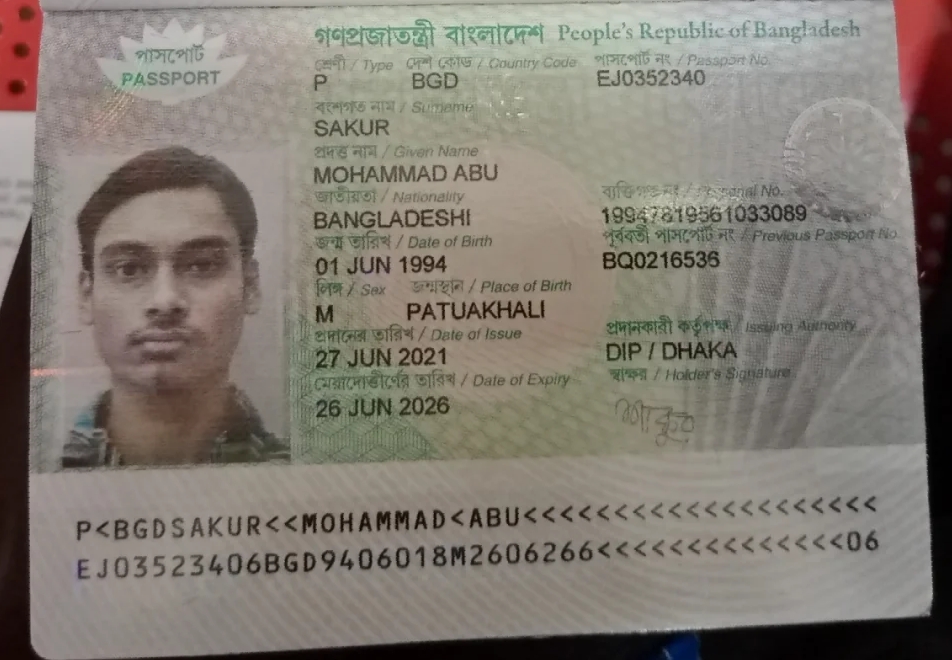 পাসপোর্ট
PASSPORT
গণপ্রজাতন্ত্রী বাংলাদেশ People's Republic of Bangladesh
শ্রেণী / Type দেশ কোড / Country Code পাসপোর্ট নং / Passport No.
P BGD EJ0352340
বংশগত নাম / Surname
SAKUR
প্রদত্ত নাম / Given Name
MOHAMMAD ABU
জাতীয়তা / Nationality ব্যক্তিগত নং / Personal No.
BANGLADESHI 19947819561033089
জন্ম তারিখ / Date of Birth পূর্ববর্তী পাসপোর্ট নং / Previous Passport No.
01 JUN 1994 BQ0216536
লিঙ্গ / Sex জন্মস্থান / Place of Birth
M PATUAKHALI
প্রদানের তারিখ / Date of Issue প্রদানকারী কর্তৃপক্ষ / Issuing Authority
27 JUN 2021 DIP / DHAKA
মেয়াদোত্তীর্ণের তারিখ / Date of Expiry স্বাক্ষর / Holder's Signature
26 JUN 2026 শাকুর
P<BGDSAKUR<<MOHAMMAD<ABU<<<<<<<<<<<<<<<<<<<<
EJ03523406BGD9406018M2606266<<<<<<<<<<<<<<06